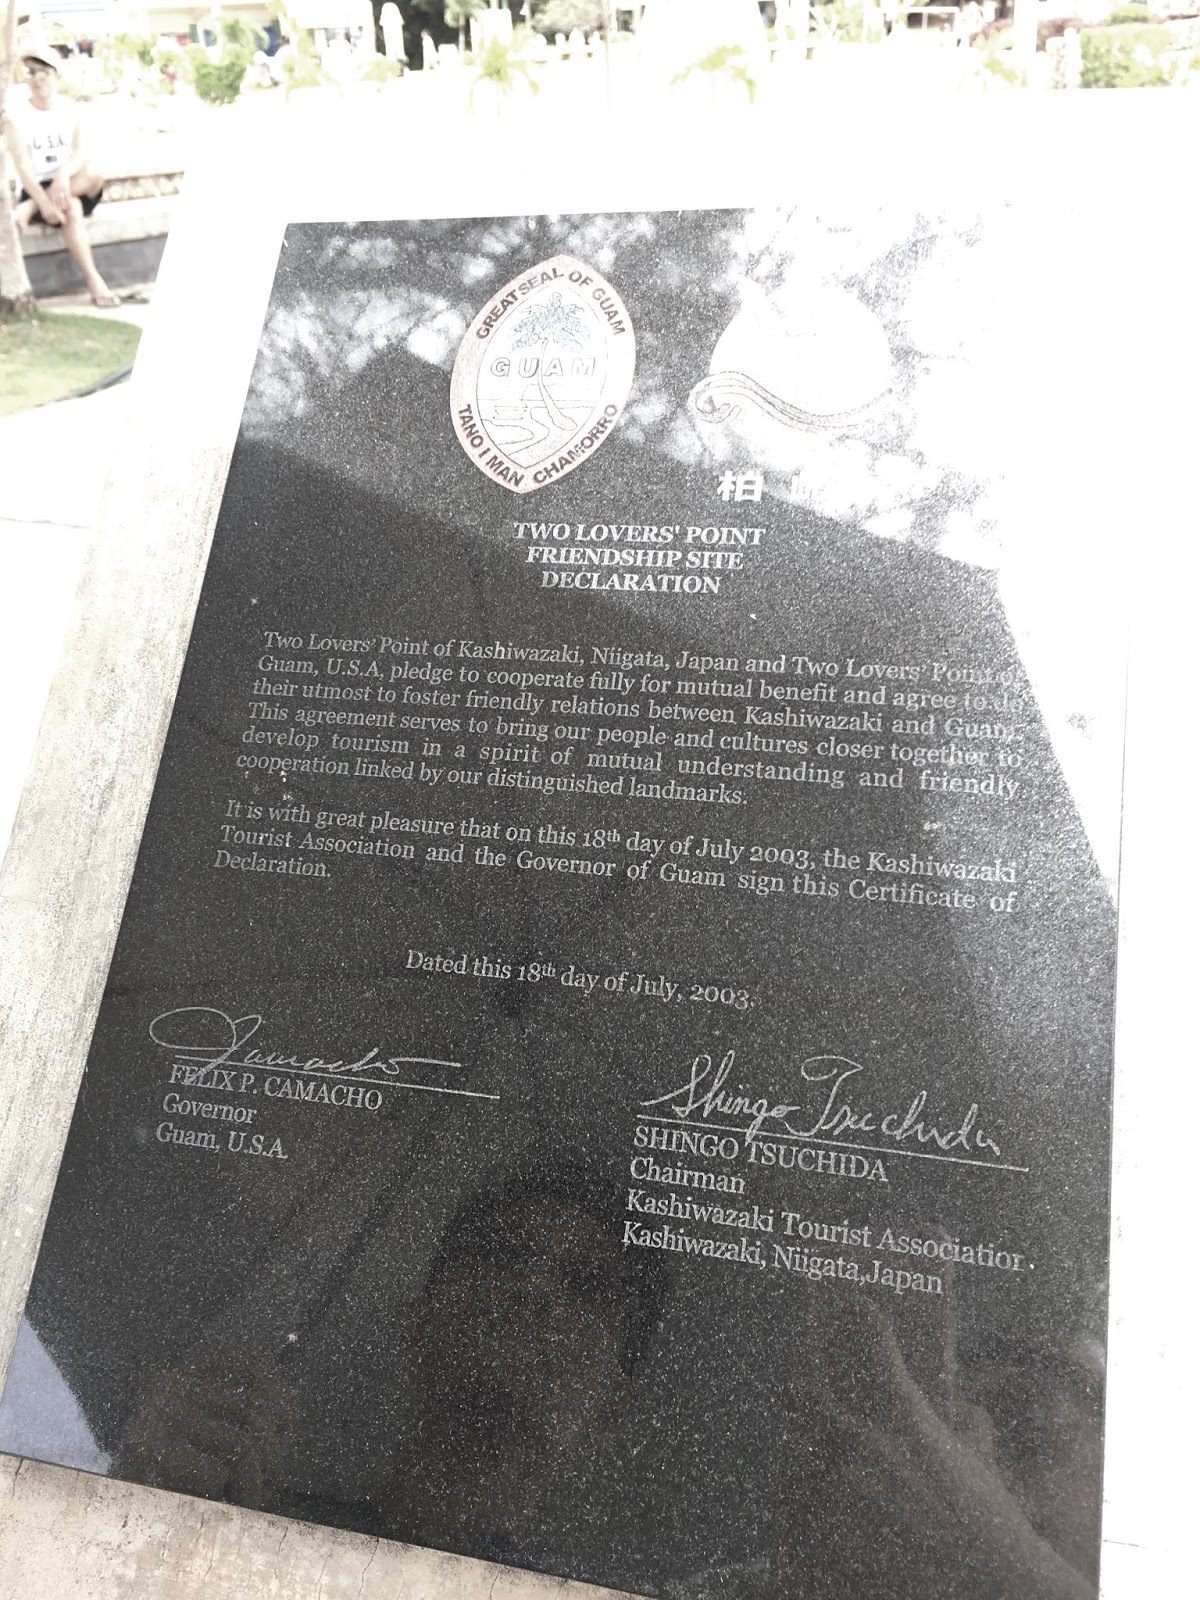 GREAT SEAL OF GUAM
GUAM
TANO I MAN CHAMORRO
柏
TWO LOVERS' POINT
FRIENDSHIP SITE
DECLARATION
Two Lovers' Point of Kashiwazaki, Niigata, Japan and Two Lovers' Point of
Guam, U.S.A, pledge to cooperate fully for mutual benefit and agree to do
their utmost to foster friendly relations between Kashiwazaki and Guam.
This agreement serves to bring our people and cultures closer together to
develop tourism in a spirit of mutual understanding and friendly
cooperation linked by our distinguished landmarks.
It is with great pleasure that on this 18th day of July 2003, the Kashiwazaki
Tourist Association and the Governor of Guam sign this Certificate of
Declaration.
Dated this 18th day of July, 2003.
Camacho
FELIX P. CAMACHO
Governor
Guam, U.S.A.
Shingo Tsuchida
SHINGO TSUCHIDA
Chairman
Kashiwazaki Tourist Association
Kashiwazaki, Niigata,Japan